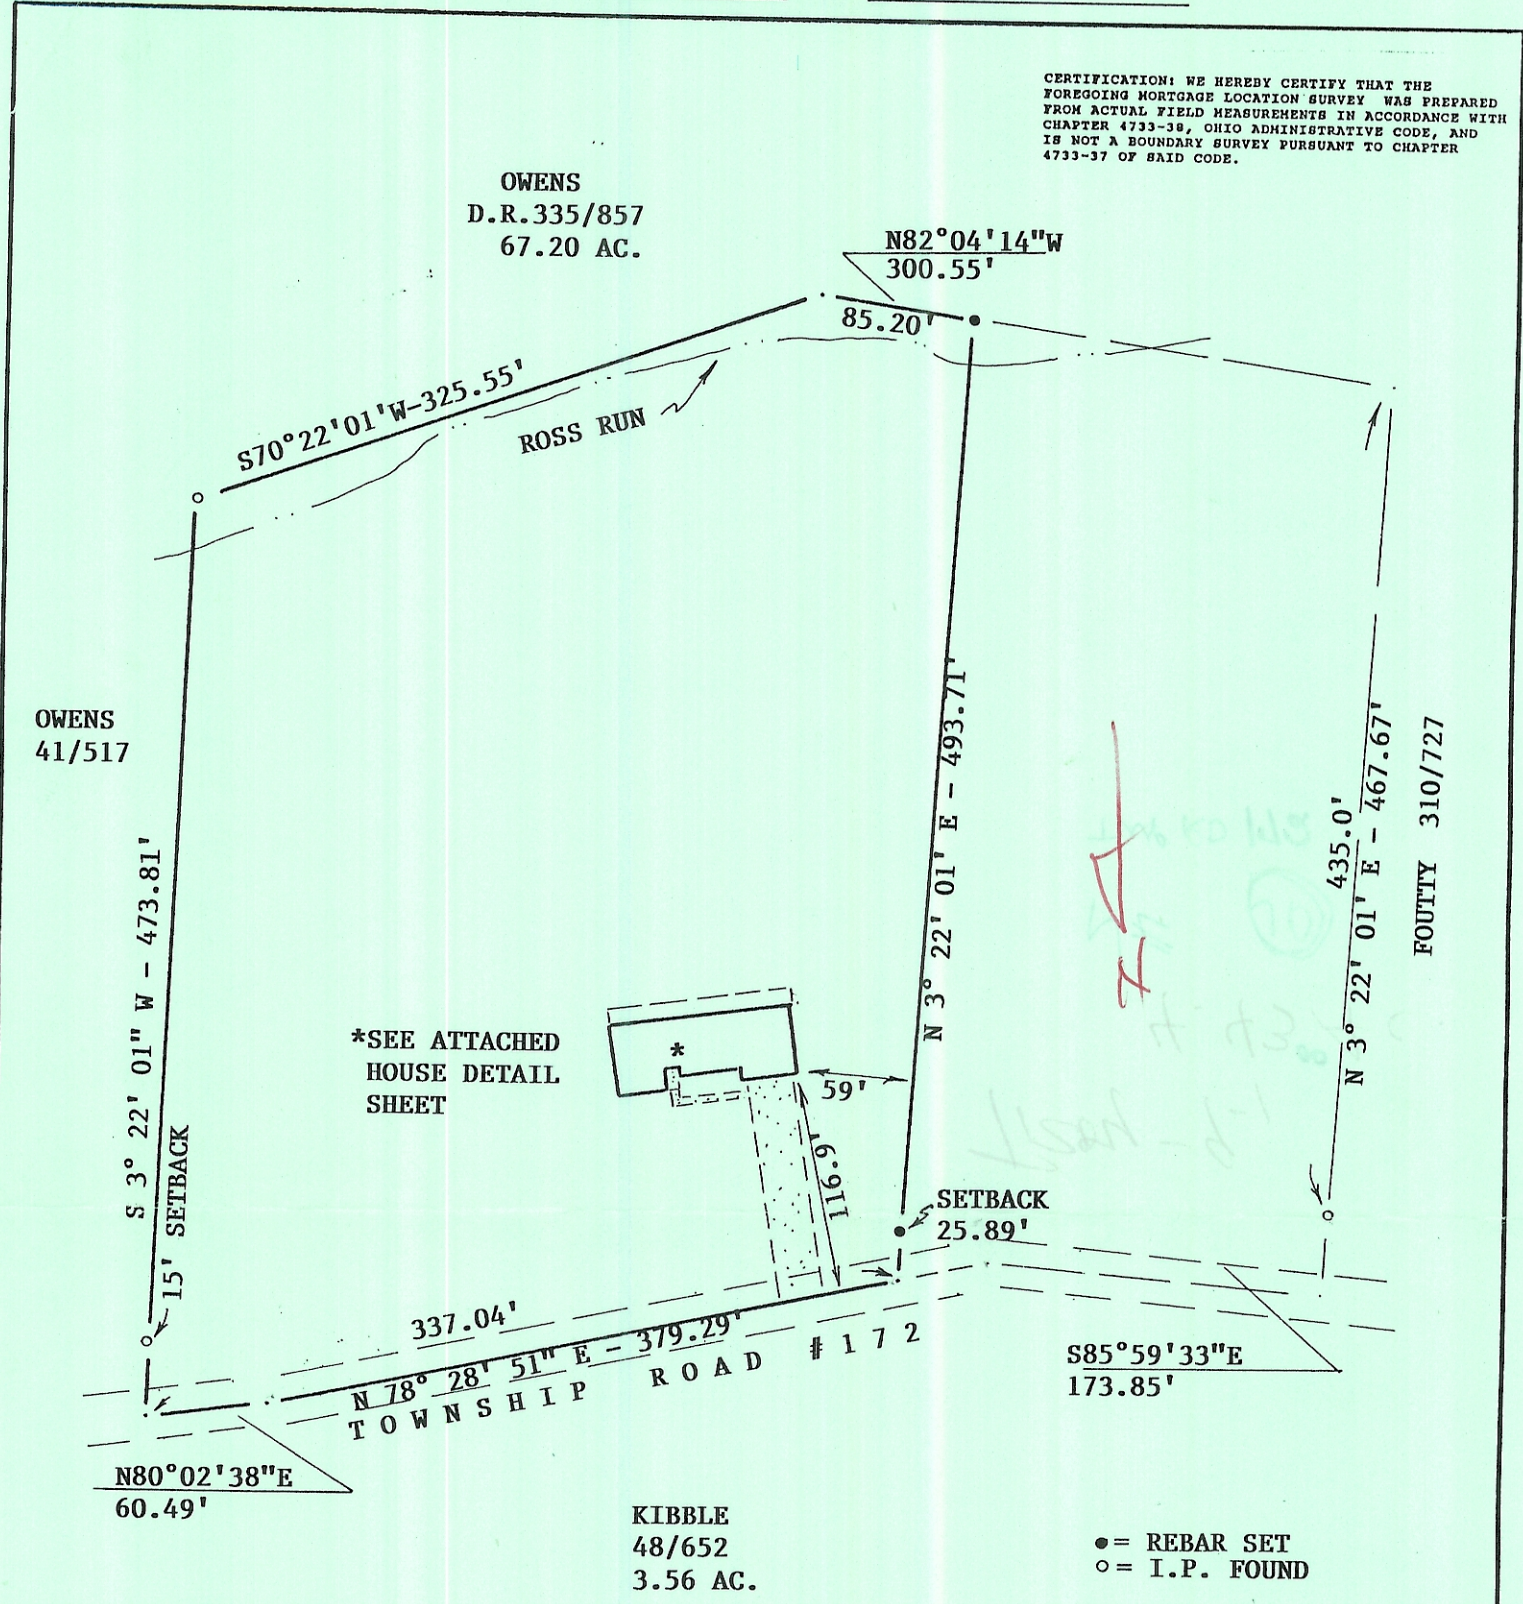 CERTIFICATION: WE HEREBY CERTIFY THAT THE
FOREGOING MORTGAGE LOCATION SURVEY WAS PREPARED
FROM ACTUAL FIELD MEASUREMENTS IN ACCORDANCE WITH
CHAPTER 4733-38, OHIO ADMINISTRATIVE CODE, AND
IS NOT A BOUNDARY SURVEY PURSUANT TO CHAPTER
4733-37 OF SAID CODE.
OWENS
D.R.335/857
67.20 AC.
N82°04'14"W
300.55'
85.20'
S70°22'01'W-325.55'
ROSS RUN
OWENS
41/517
S 3° 22' 01" W - 473.81'
15' SETBACK
N 3° 22' 01' E - 493.71'
435.0'
N 3° 22' 01' E - 467.67'
FOUTTY 310/727
*SEE ATTACHED
HOUSE DETAIL
SHEET
*
59'
116.9'
SETBACK
25.89'
337.04'
N 78° 28' 51" E - 379.29'
TOWNSHIP ROAD #172
S85°59'33"E
173.85'
N80°02'38"E
60.49'
KIBBLE
48/652
3.56 AC.
●= REBAR SET
○= I.P. FOUND